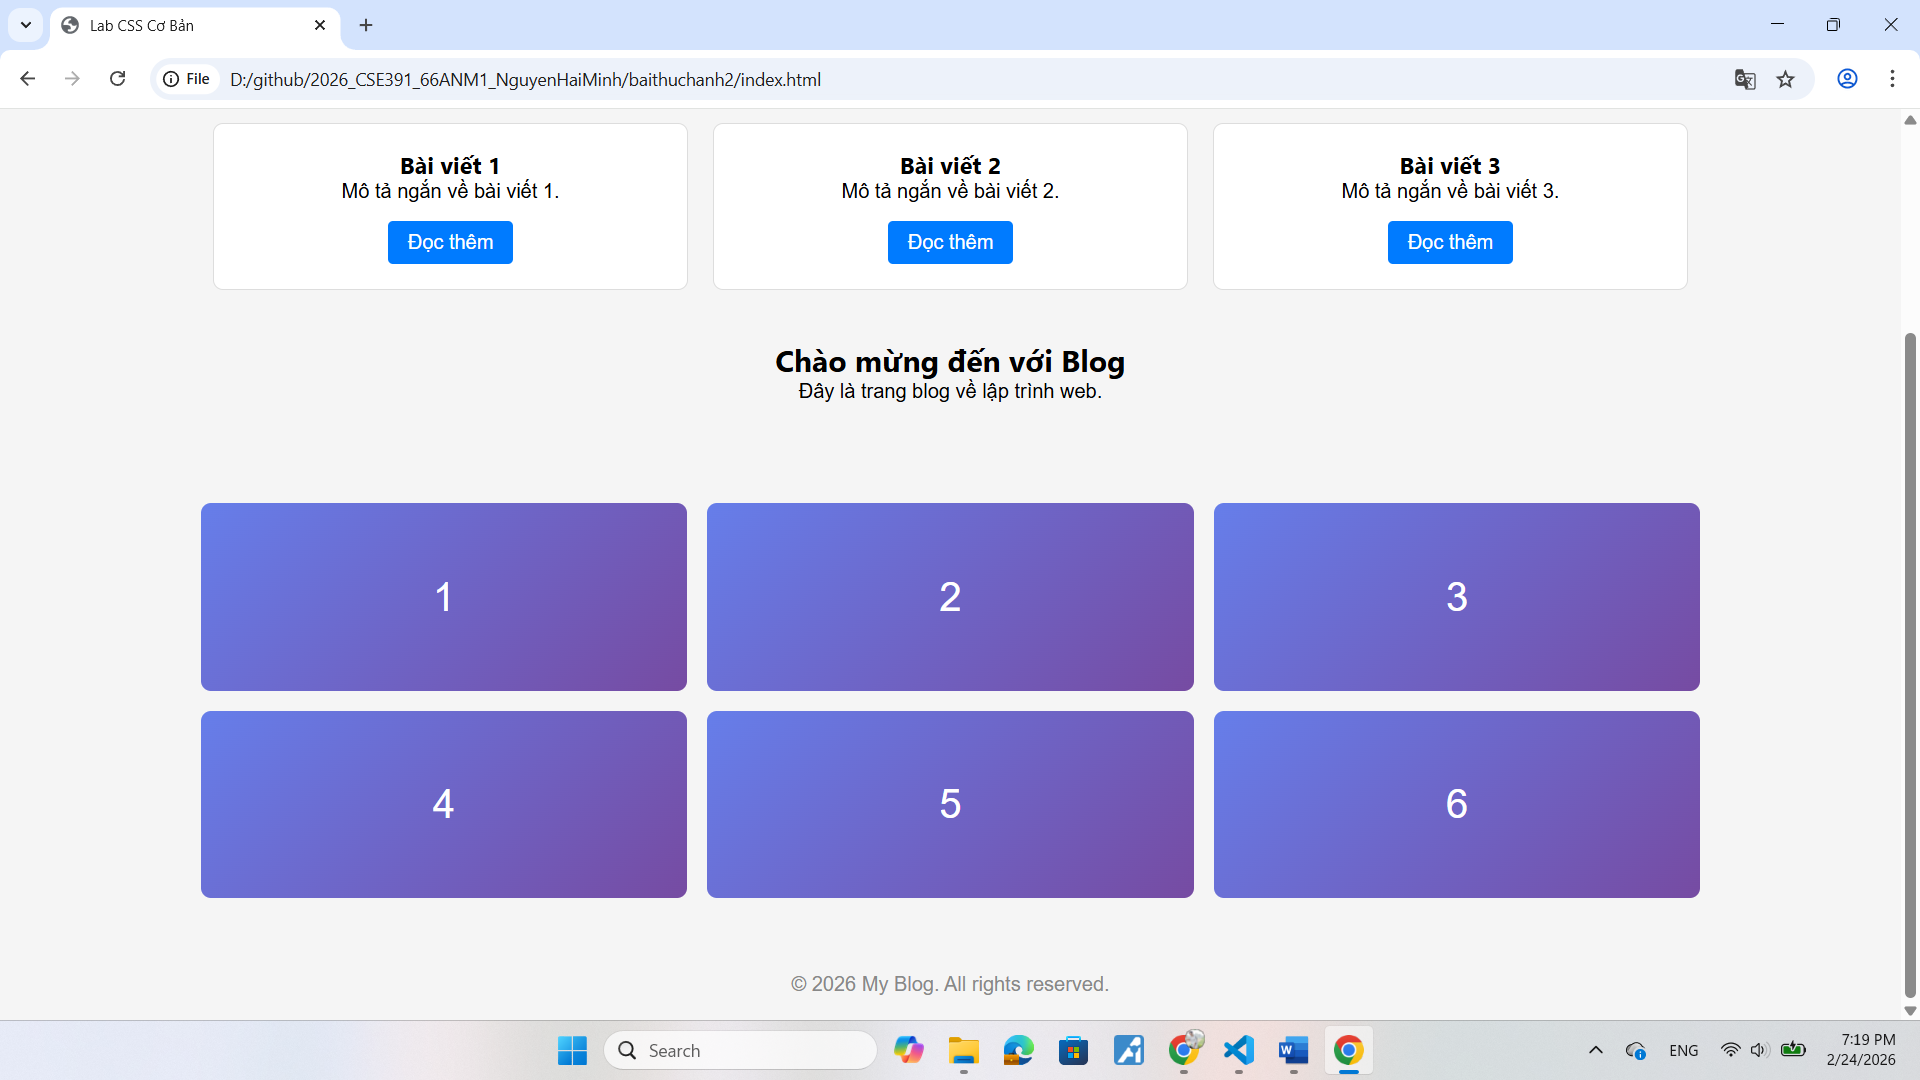 Lab CSS Cơ Bản
File
D:/github/2026_CSE391_66ANM1_NguyenHaiMinh/baithuchanh2/index.html
Bài viết 1
Mô tả ngắn về bài viết 1.
Đọc thêm
Bài viết 2
Mô tả ngắn về bài viết 2.
Đọc thêm
Bài viết 3
Mô tả ngắn về bài viết 3.
Đọc thêm
Chào mừng đến với Blog
Đây là trang blog về lập trình web.
1
2
3
4
5
6
© 2026 My Blog. All rights reserved.
Search
ENG
7:19 PM
2/24/2026